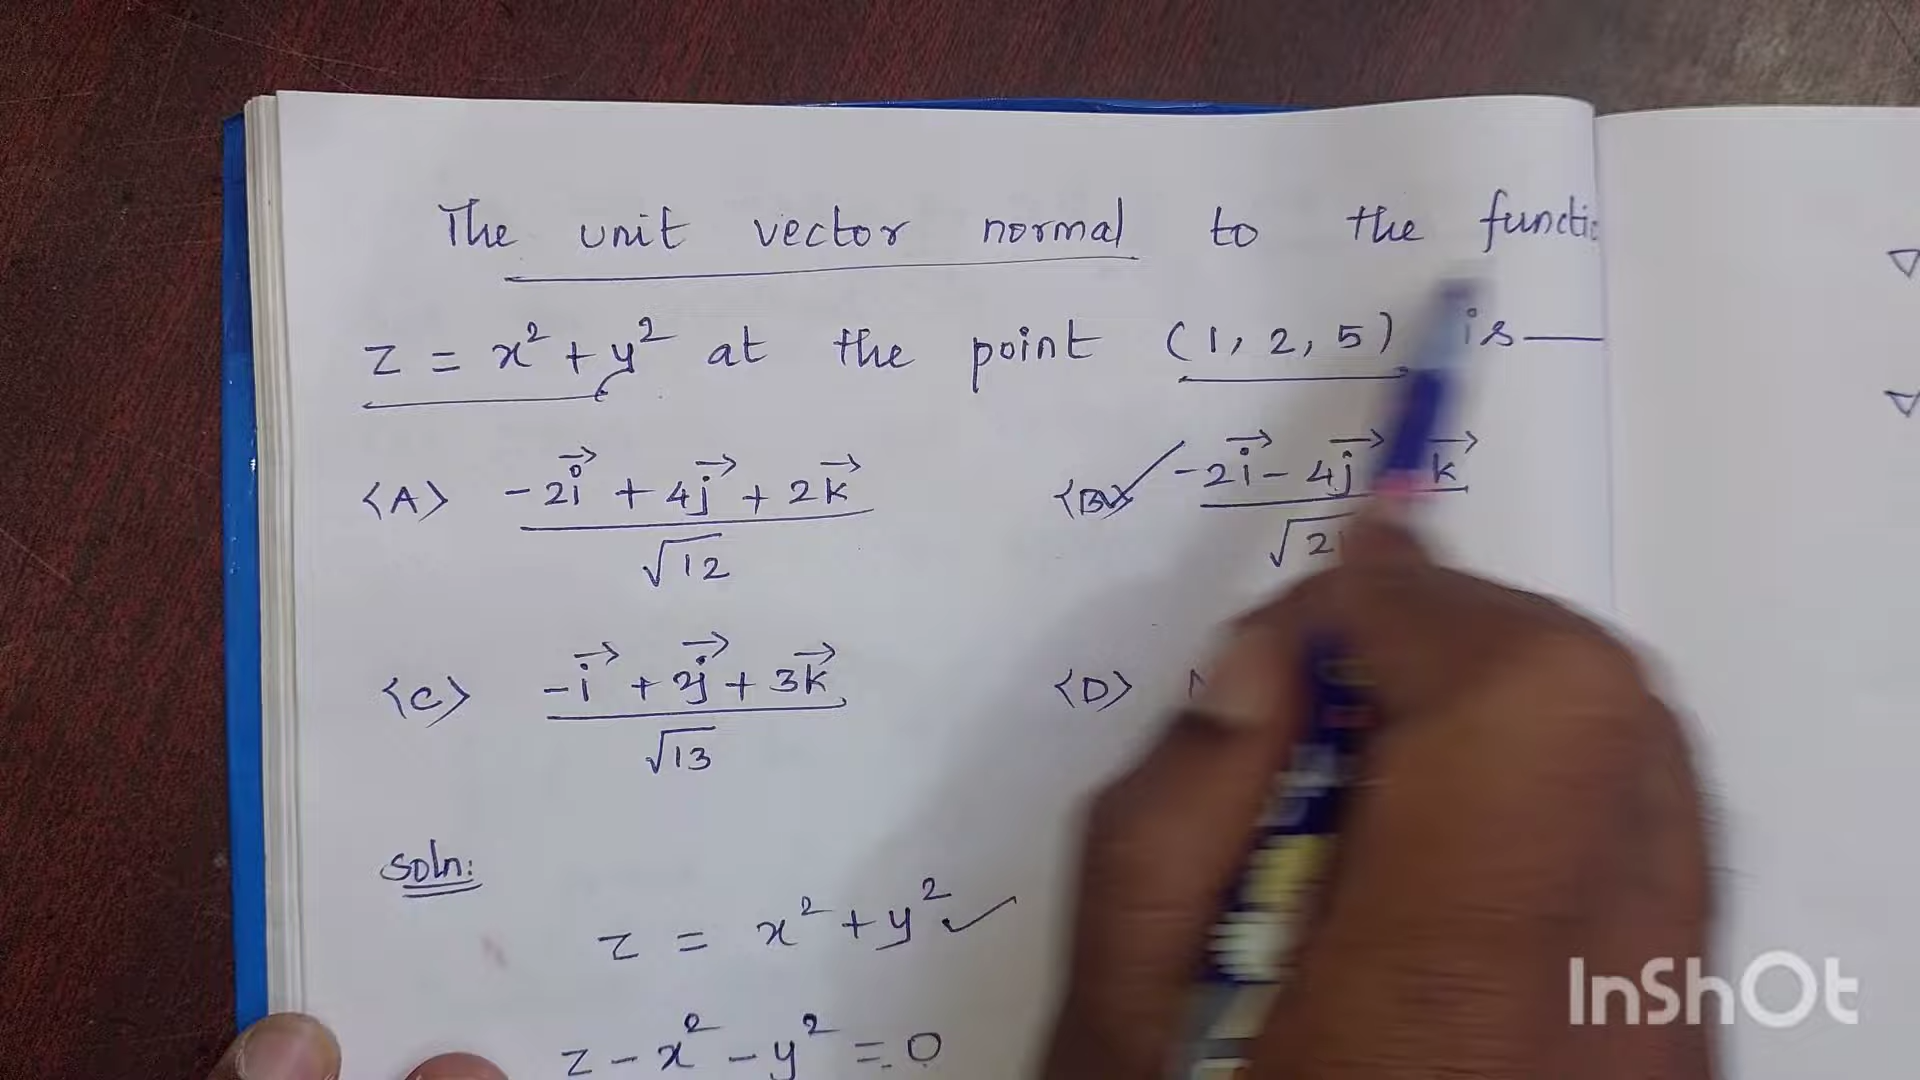 The unit vector normal to the
z = x² + y² at the point (1, 2, 5) is ___
(A) (-2i⃗ + 4j⃗ + 2k⃗)/√12 (B) -2i⃗ - 4j⃗ k⃗
(C) (-i⃗ + 2j⃗ + 3k⃗)/√13 (D)
Soln:
z = x² + y² ✓
z - x² - y² = 0
InShOt